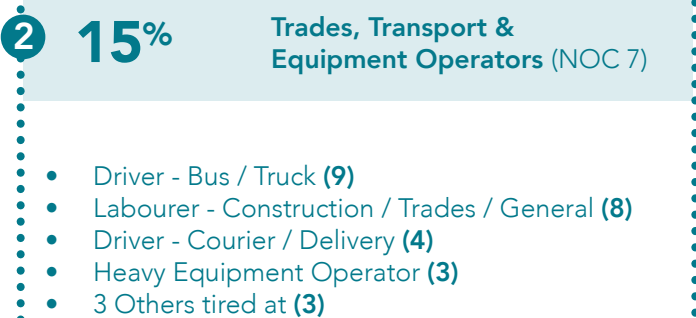 2 15% Trades, Transport &
Equipment Operators (NOC 7)
• Driver - Bus / Truck (9)
• Labourer - Construction / Trades / General (8)
• Driver - Courier / Delivery (4)
• Heavy Equipment Operator (3)
• 3 Others tired at (3)